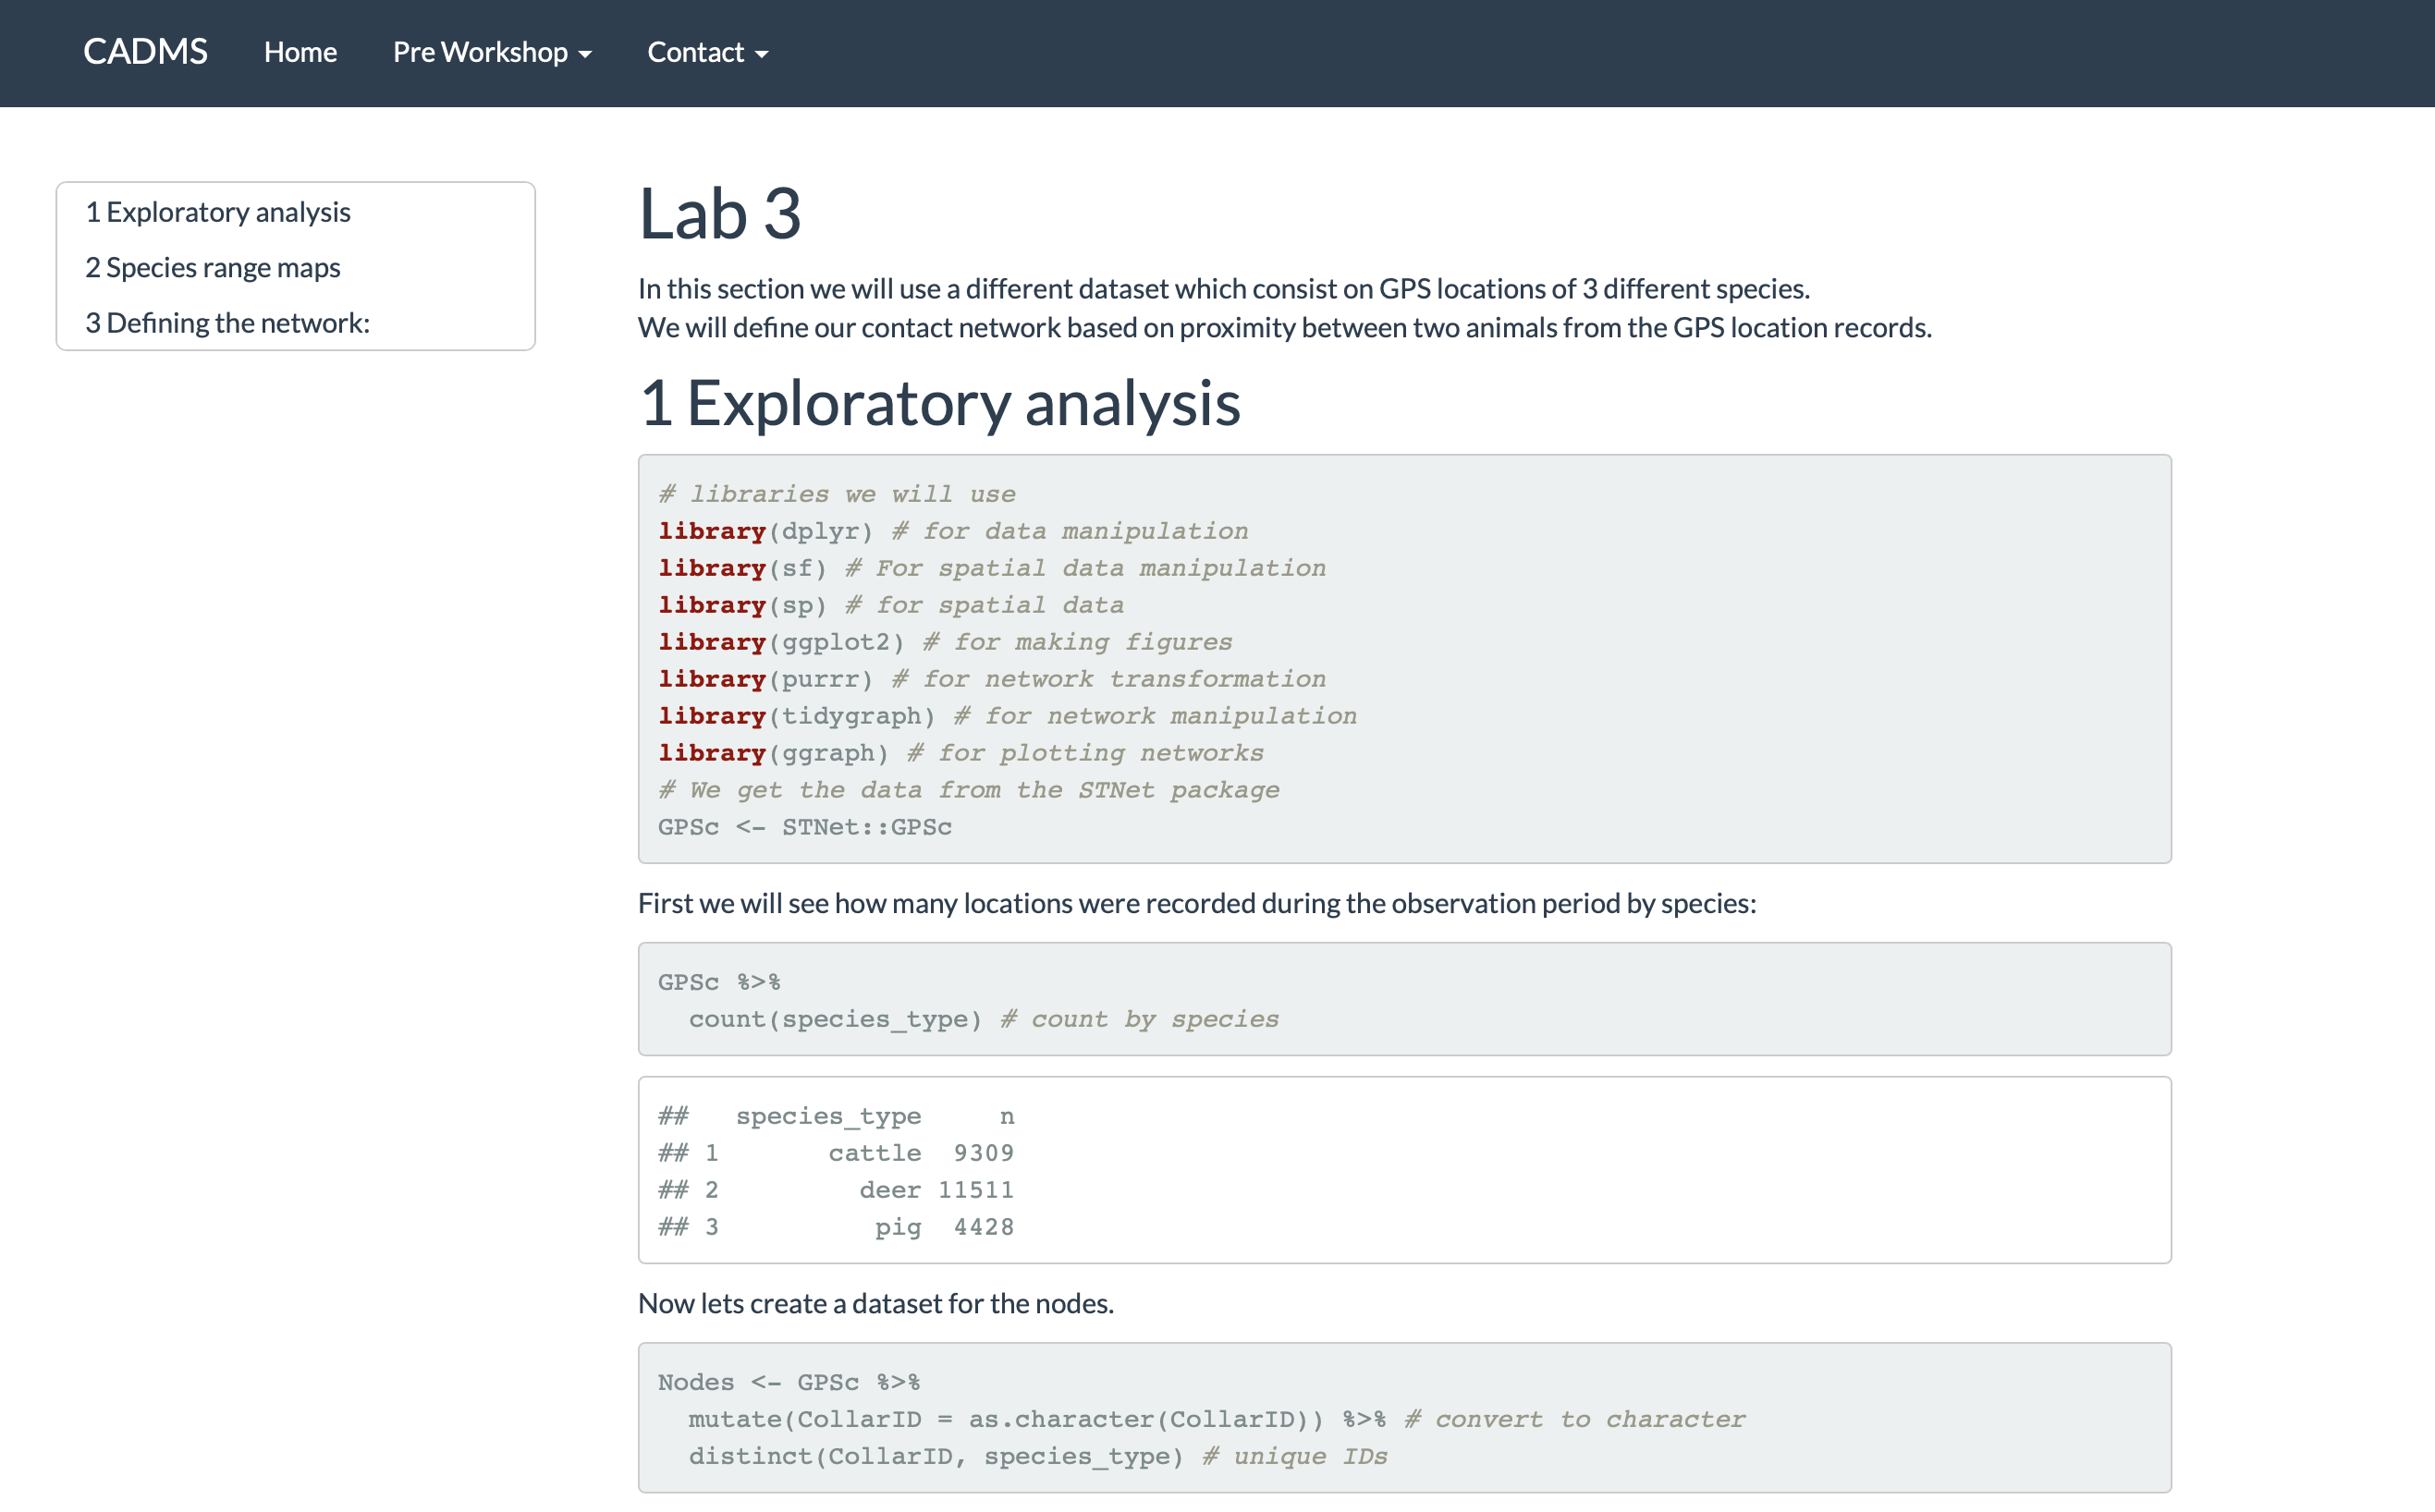 CADMS Home Pre Workshop Contact
1 Exploratory analysis
2 Species range maps
3 Defining the network:
Lab 3
In this section we will use a different dataset which consist on GPS locations of 3 different species.
We will define our contact network based on proximity between two animals from the GPS location records.
1 Exploratory analysis
# libraries we will use
library(dplyr) # for data manipulation
library(sf) # For spatial data manipulation
library(sp) # for spatial data
library(ggplot2) # for making figures
library(purrr) # for network transformation
library(tidygraph) # for network manipulation
library(ggraph) # for plotting networks
# We get the data from the STNet package
GPSc <- STNet::GPSc
First we will see how many locations were recorded during the observation period by species:
GPSc %>%
  count(species_type) # count by species
##   species_type     n
## 1       cattle  9309
## 2         deer 11511
## 3          pig  4428
Now lets create a dataset for the nodes.
Nodes <- GPSc %>%
  mutate(CollarID = as.character(CollarID)) %>% # convert to character
  distinct(CollarID, species_type) # unique IDs